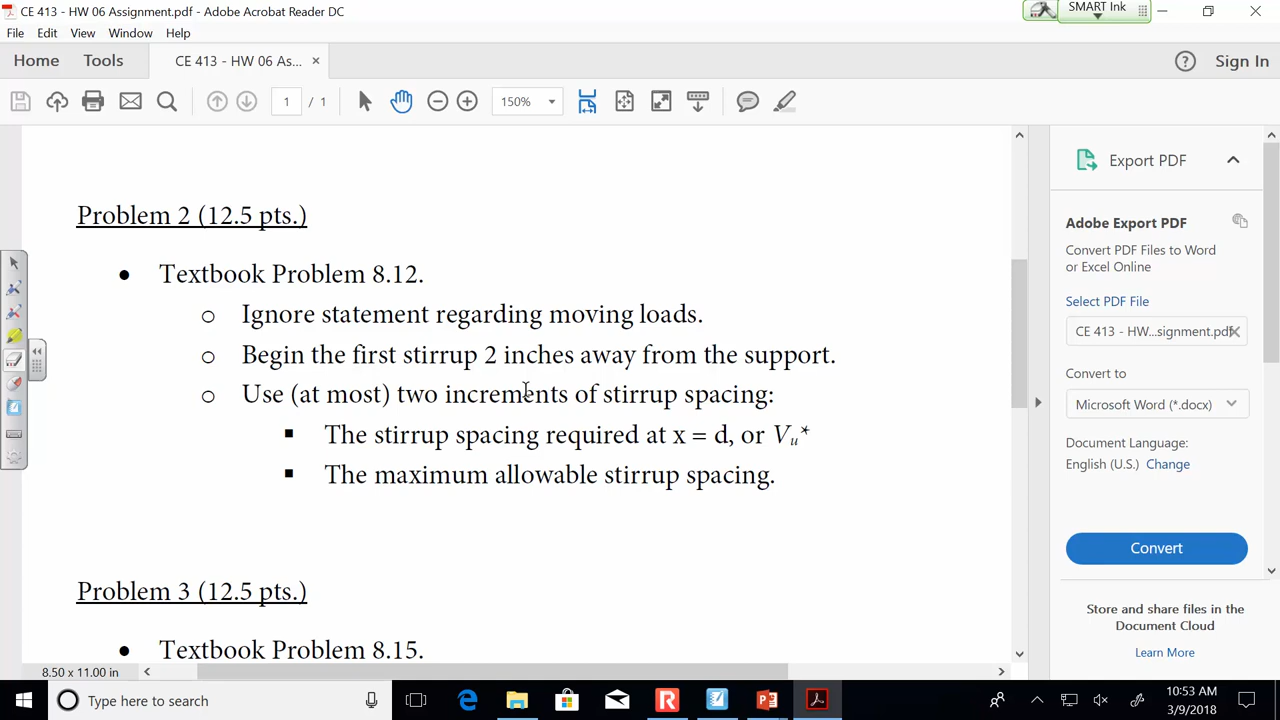 CE 413 - HW 06 Assignment.pdf - Adobe Acrobat Reader DC
SMART Ink
File Edit View Window Help
Home Tools CE 413 - HW 06 As... × Sign In
1 / 1 150%
Export PDF
Adobe Export PDF
Convert PDF Files to Word
or Excel Online
Select PDF File
CE 413 - HW...signment.pdf
Convert to
Microsoft Word (*.docx)
Document Language:
English (U.S.) Change
Convert
Store and share files in the
Document Cloud
Learn More
Problem 2 (12.5 pts.)
• Textbook Problem 8.12.
o Ignore statement regarding moving loads.
o Begin the first stirrup 2 inches away from the support.
o Use (at most) two increments of stirrup spacing:
▪ The stirrup spacing required at x = d, or Vu*
▪ The maximum allowable stirrup spacing.
Problem 3 (12.5 pts.)
• Textbook Problem 8.15.
8.50 x 11.00 in
Type here to search
10:53 AM
3/9/2018